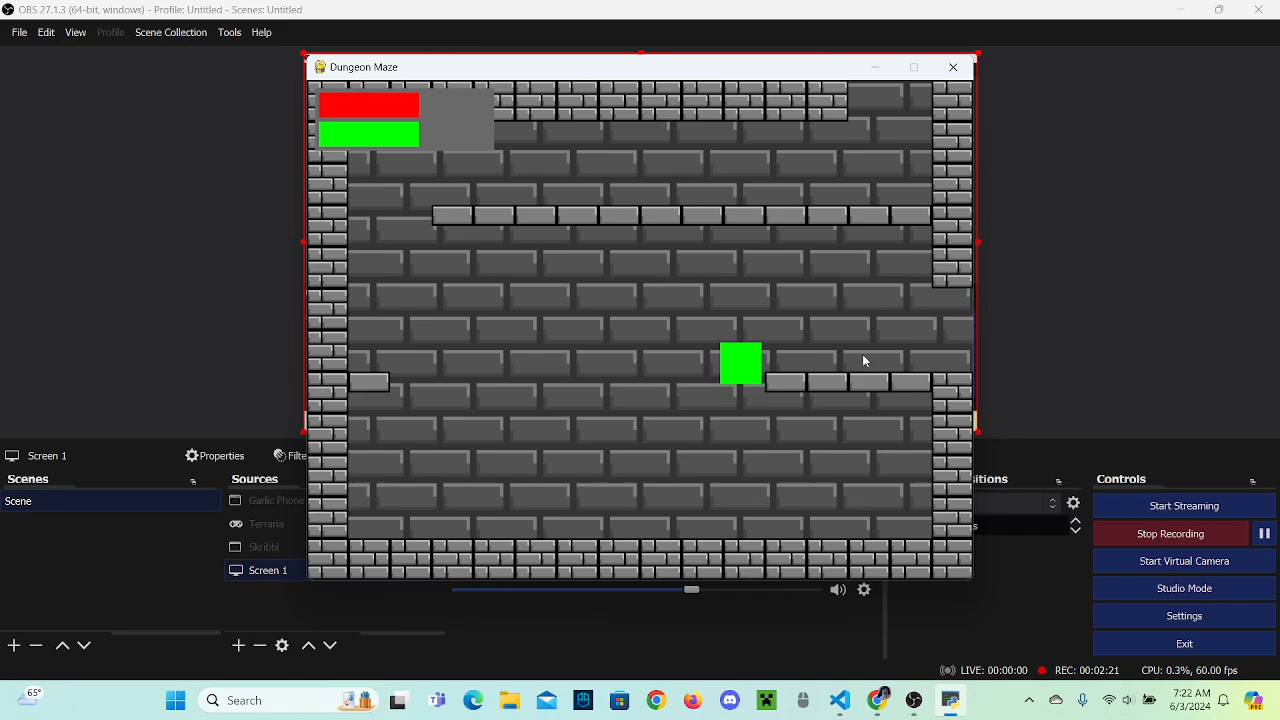 OBS 27.1.3 (64-bit, windows) - Profile: Untitled - Scenes: Untitled
File Edit View Profile Scene Collection Tools Help
Dungeon Maze
Screen 1 Properties Filte
Scenes Sources sitions Controls
Scene Garlic Phone s Start Streaming
Terraria Stop Recording
Skribbl Start Virtual Camera
Screen 1 Studio Mode
Settings
Exit
LIVE: 00:00:00 REC: 00:02:21 CPU: 0.3%, 60.00 fps
65° Search 7:22 AM
6/3/2024
PRE